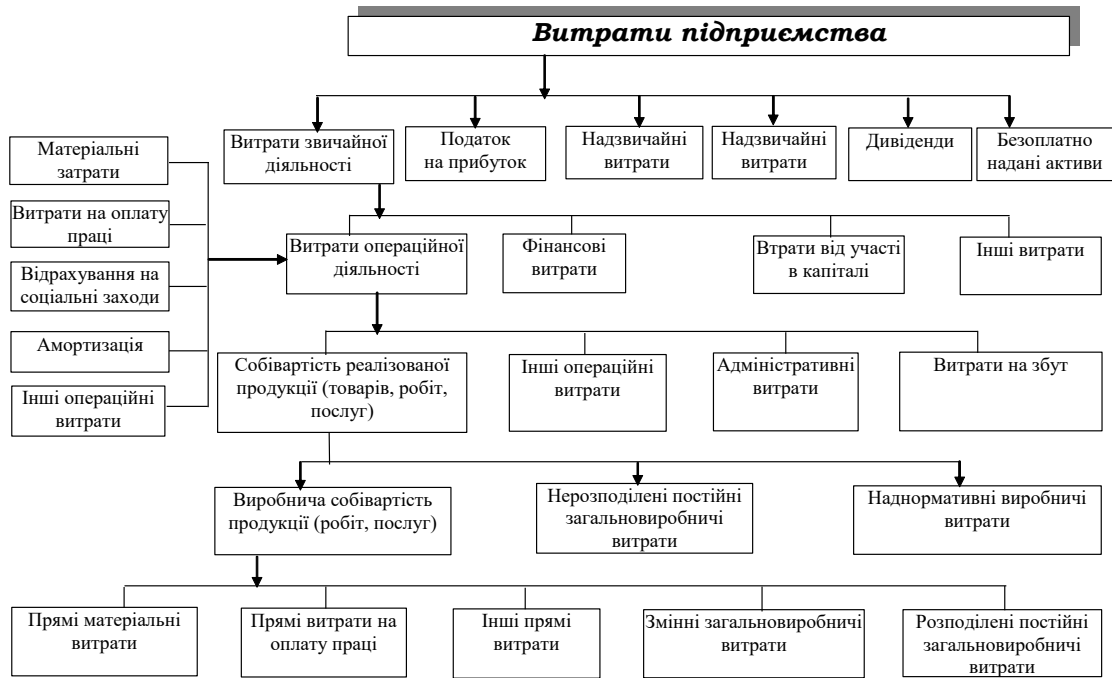 Витрати підприємства
Витрати звичайної
діяльності
Податок
на прибуток
Надзвичайні
витрати
Надзвичайні
витрати
Дивіденди
Безоплатно
надані активи
Матеріальні
затрати
Витрати на оплату
праці
Відрахування на
соціальні заходи
Амортизація
Інші операційні
витрати
Витрати операційної
діяльності
Фінансові
витрати
Втрати від участі
в капіталі
Інші витрати
Собівартість реалізованої
продукції (товарів, робіт,
послуг)
Інші операційні
витрати
Адміністративні
витрати
Витрати на збут
Виробнича собівартість
продукції (робіт, послуг)
Нерозподілені постійні
загальновиробничі
витрати
Наднормативні виробничі
витрати
Прямі матеріальні
витрати
Прямі витрати на
оплату праці
Інші прямі
витрати
Змінні загальновиробничі
витрати
Розподілені постійні
загальновиробничі
витрати